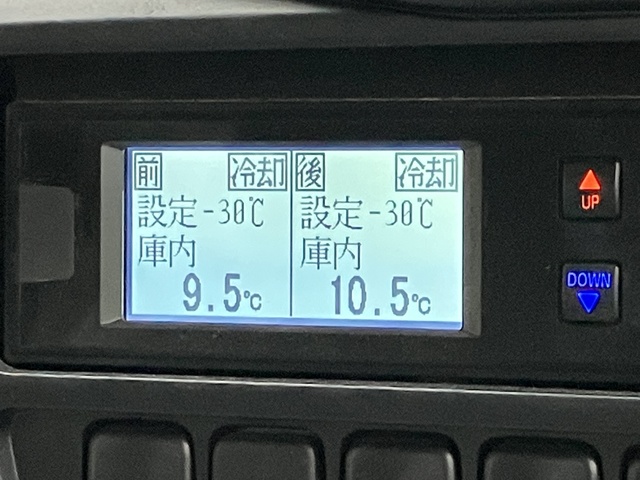 前 冷却 後 冷却
設定-30℃ 設定-30℃
庫内 庫内
9.5℃ 10.5℃
UP
DOWN